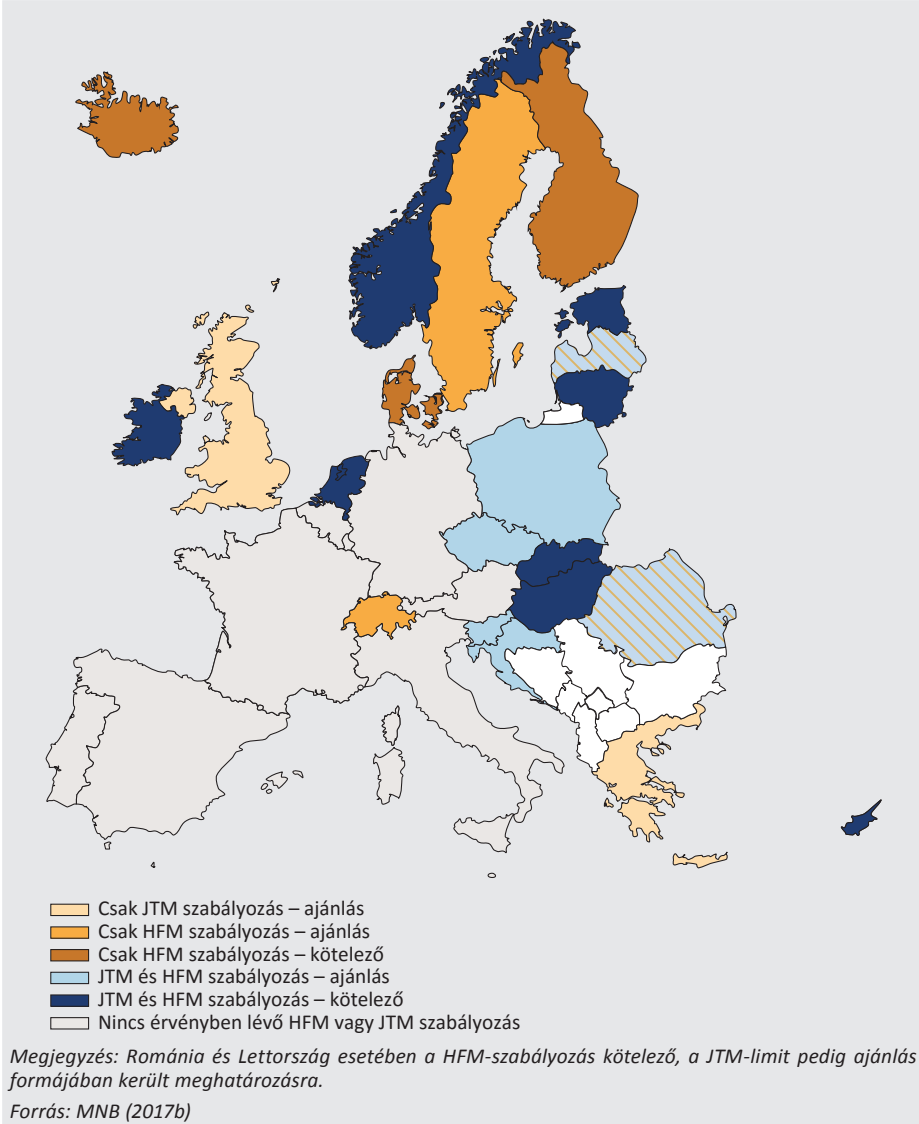 Csak JTM szabályozás – ajánlás
Csak HFM szabályozás – ajánlás
Csak HFM szabályozás – kötelező
JTM és HFM szabályozás – ajánlás
JTM és HFM szabályozás – kötelező
Nincs érvényben lévő HFM vagy JTM szabályozás
Megjegyzés: Románia és Lettország esetében a HFM-szabályozás kötelező, a JTM-limit pedig ajánlás
formájában került meghatározásra.
Forrás: MNB (2017b)